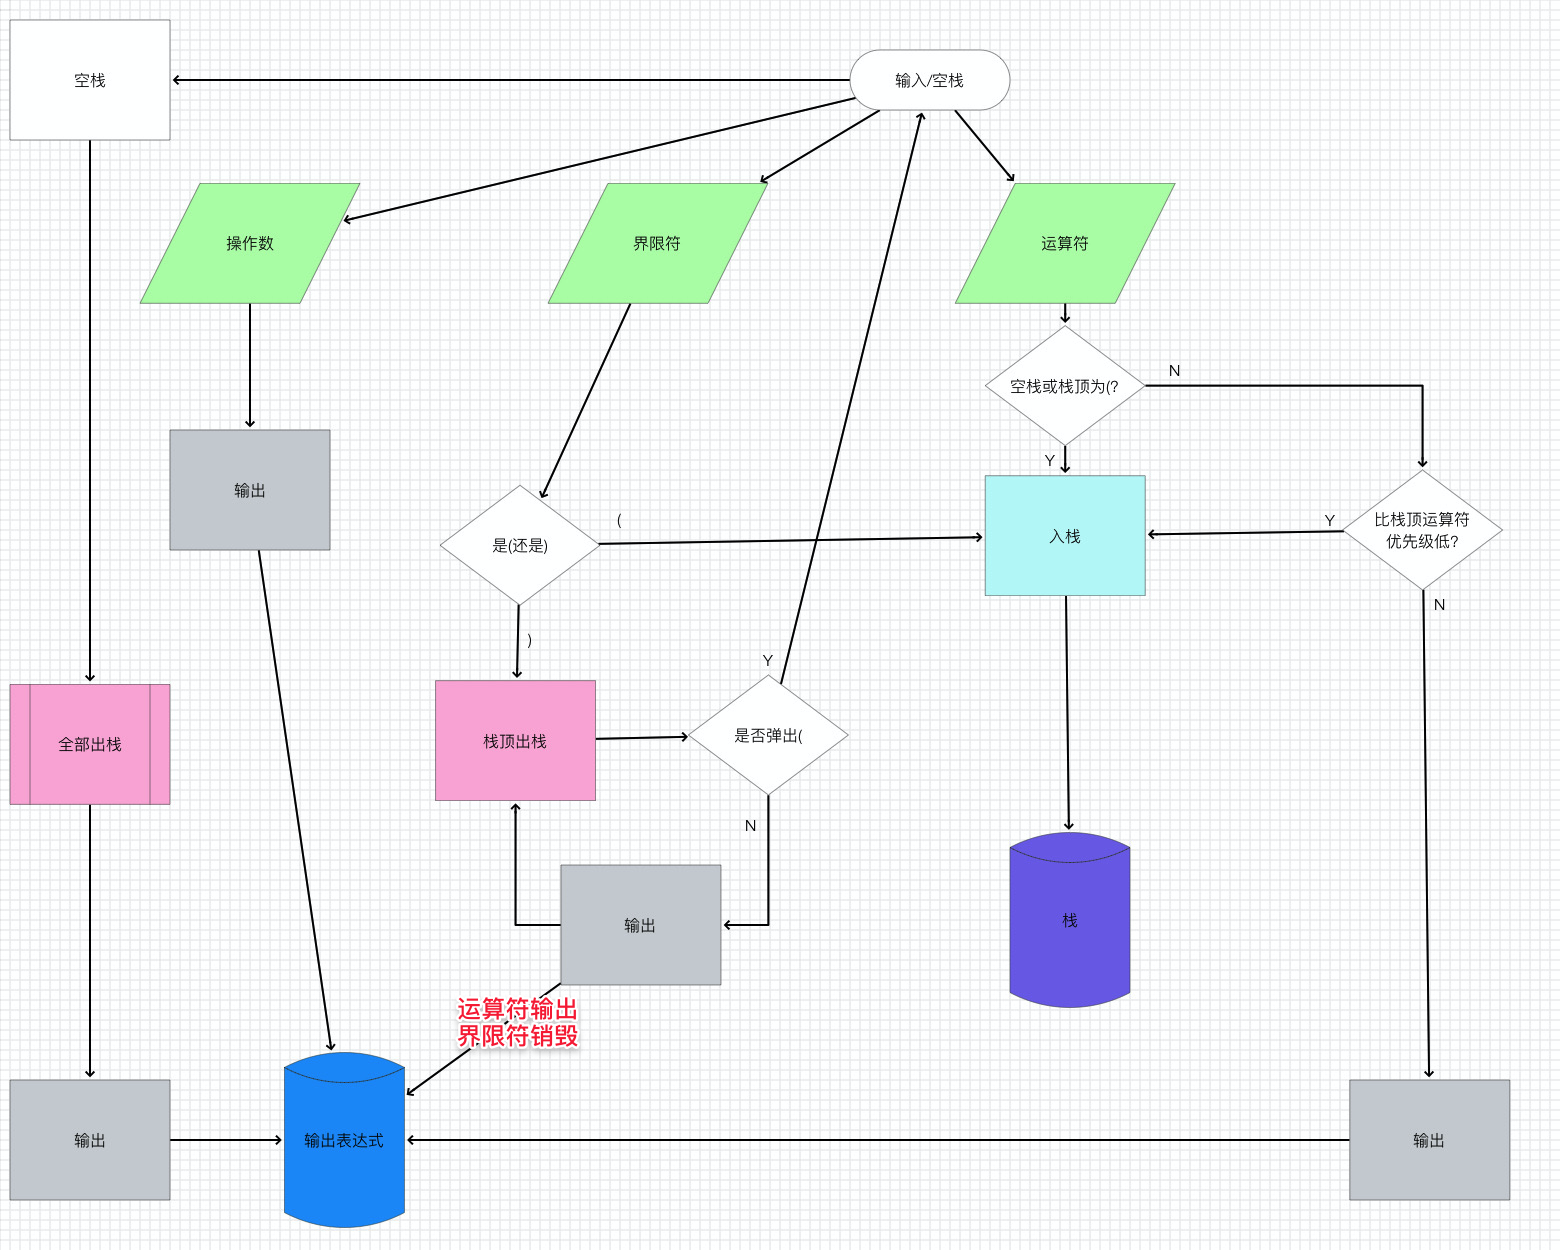 空栈
输入/空栈
操作数
界限符
运算符
空栈或栈顶为(?
N
Y
输出
是(还是)
(
入栈
Y
比栈顶运算符
优先级低?
N
)
Y
全部出栈
栈顶出栈
是否弹出(
N
输出
栈
运算符输出
界限符销毁
输出
输出表达式
输出